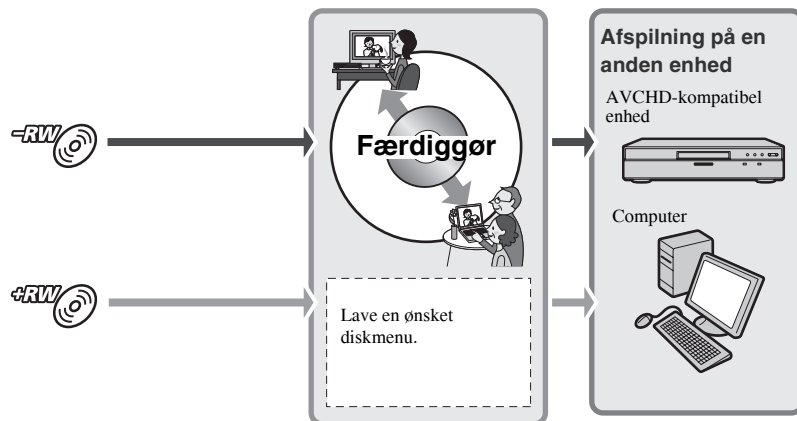 -RW
Færdiggør
+RW
Lave en ønsket
diskmenu.
Afspilning på en
anden enhed
AVCHD-kompatibel
enhed
Computer